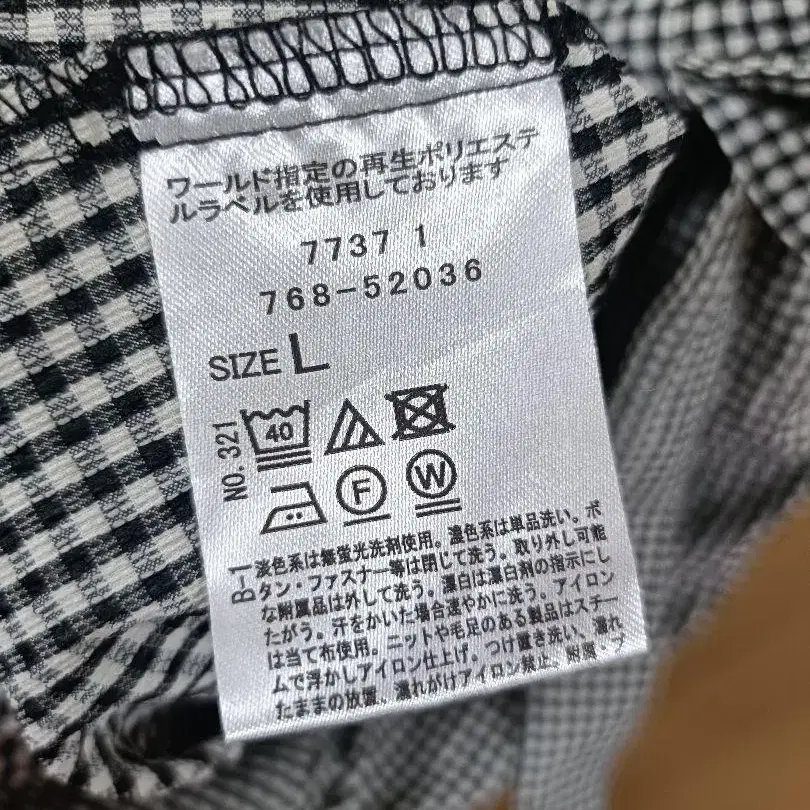 ワールド指定の再生ポリエステ
ルラベルを使用しております
7737 1
768-52036
SIZE L
NO.321
40
F
W
B-1
淡色系は無蛍光洗剤使用。濃色系は単品洗い。ボ
タン・ファスナー等は閉じて洗う。取り外し可能
な附属品は外して洗う。漂白は漂白剤の指示にし
たがう。汗をかいた場合速やかに洗う。アイロン
は当て布使用。ニットや毛足のある製品はスチー
ムで浮かしアイロン仕上げ。つけ置き洗い、濡れ
たままの放置、濡れがけアイロン禁止。附属・プ